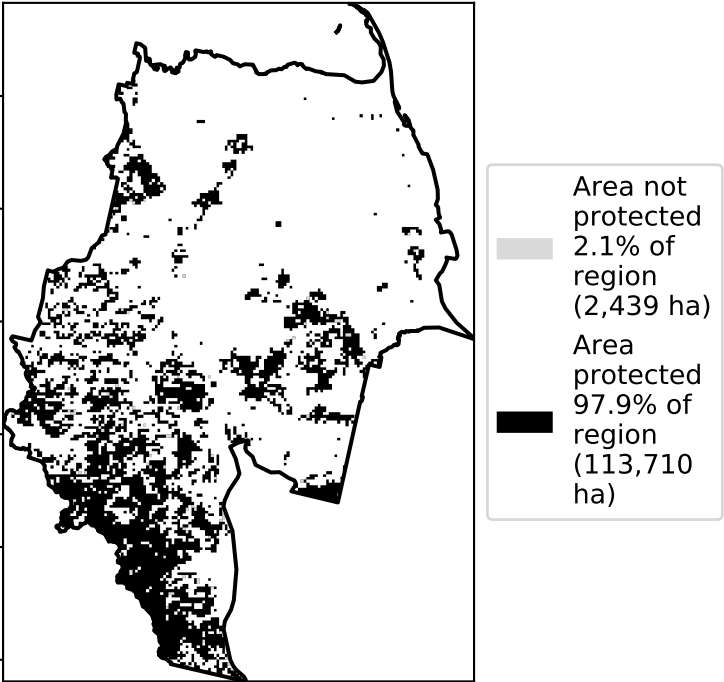 Area not
protected
2.1% of
region
(2,439 ha)
Area
protected
97.9% of
region
(113,710
ha)